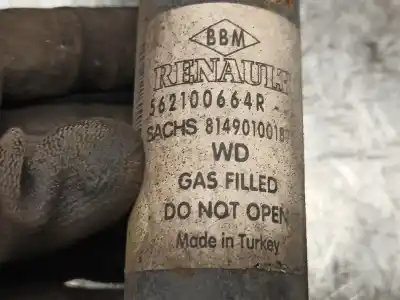 BBM
RENAULT
562100664R
SACHS 814901001
WD
GAS FILLED
DO NOT OPEN
Made in Turkey